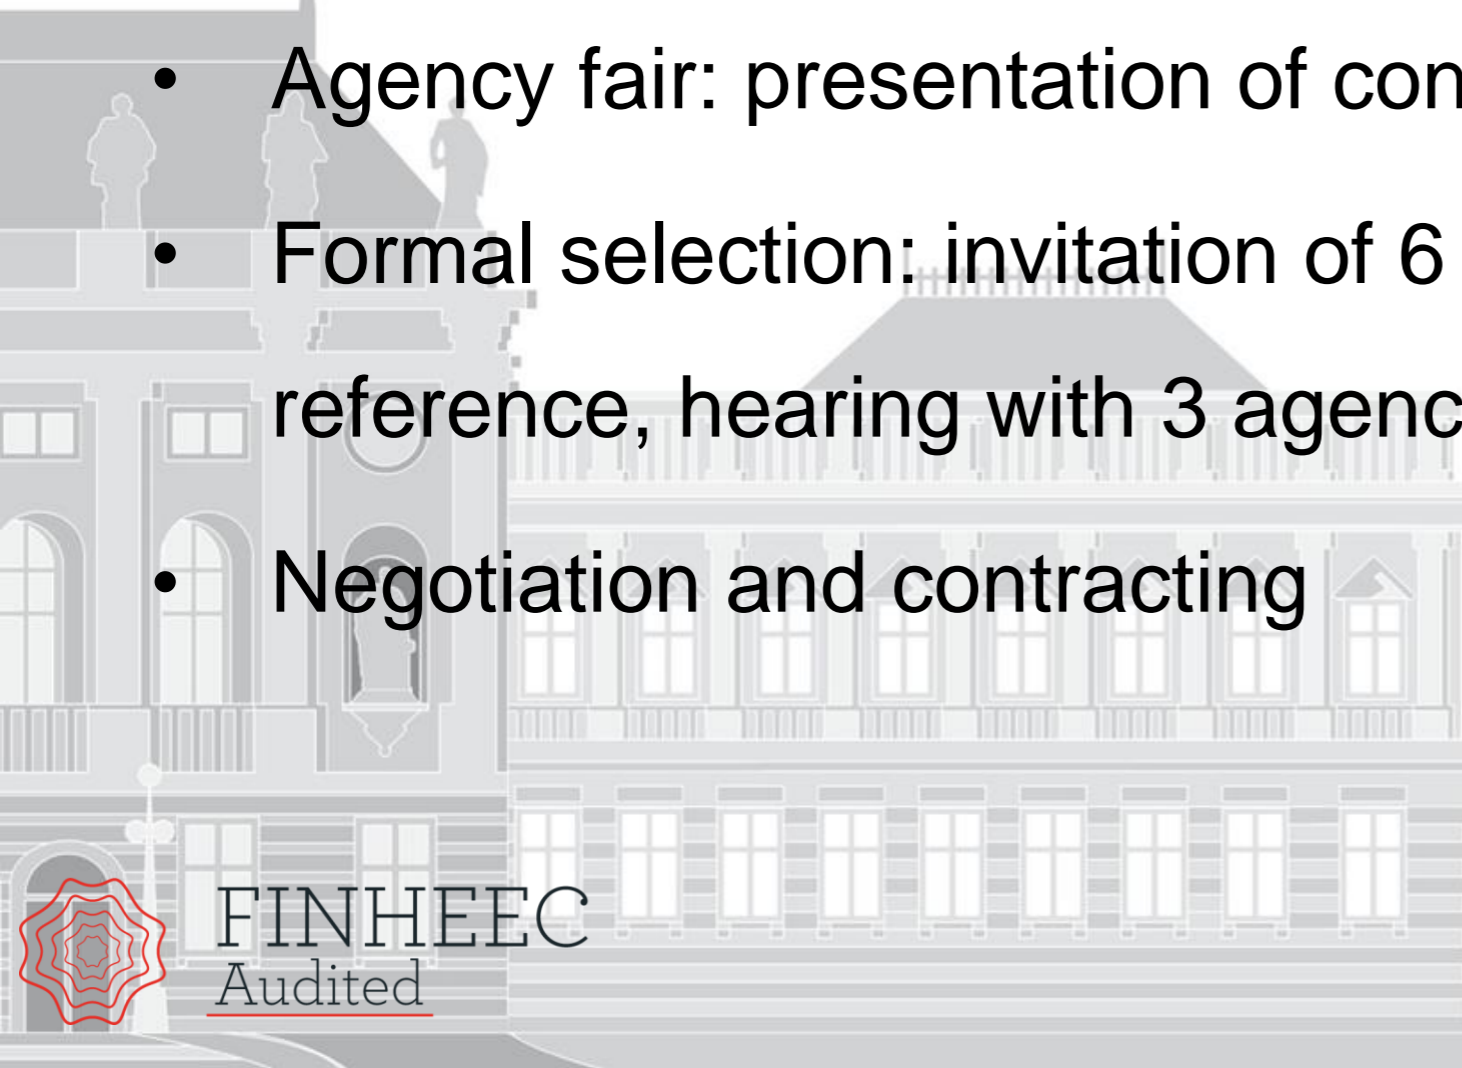 • Agency fair: presentation of con
• Formal selection: invitation of 6
reference, hearing with 3 agenc
• Negotiation and contracting
FINHEEC
Audited